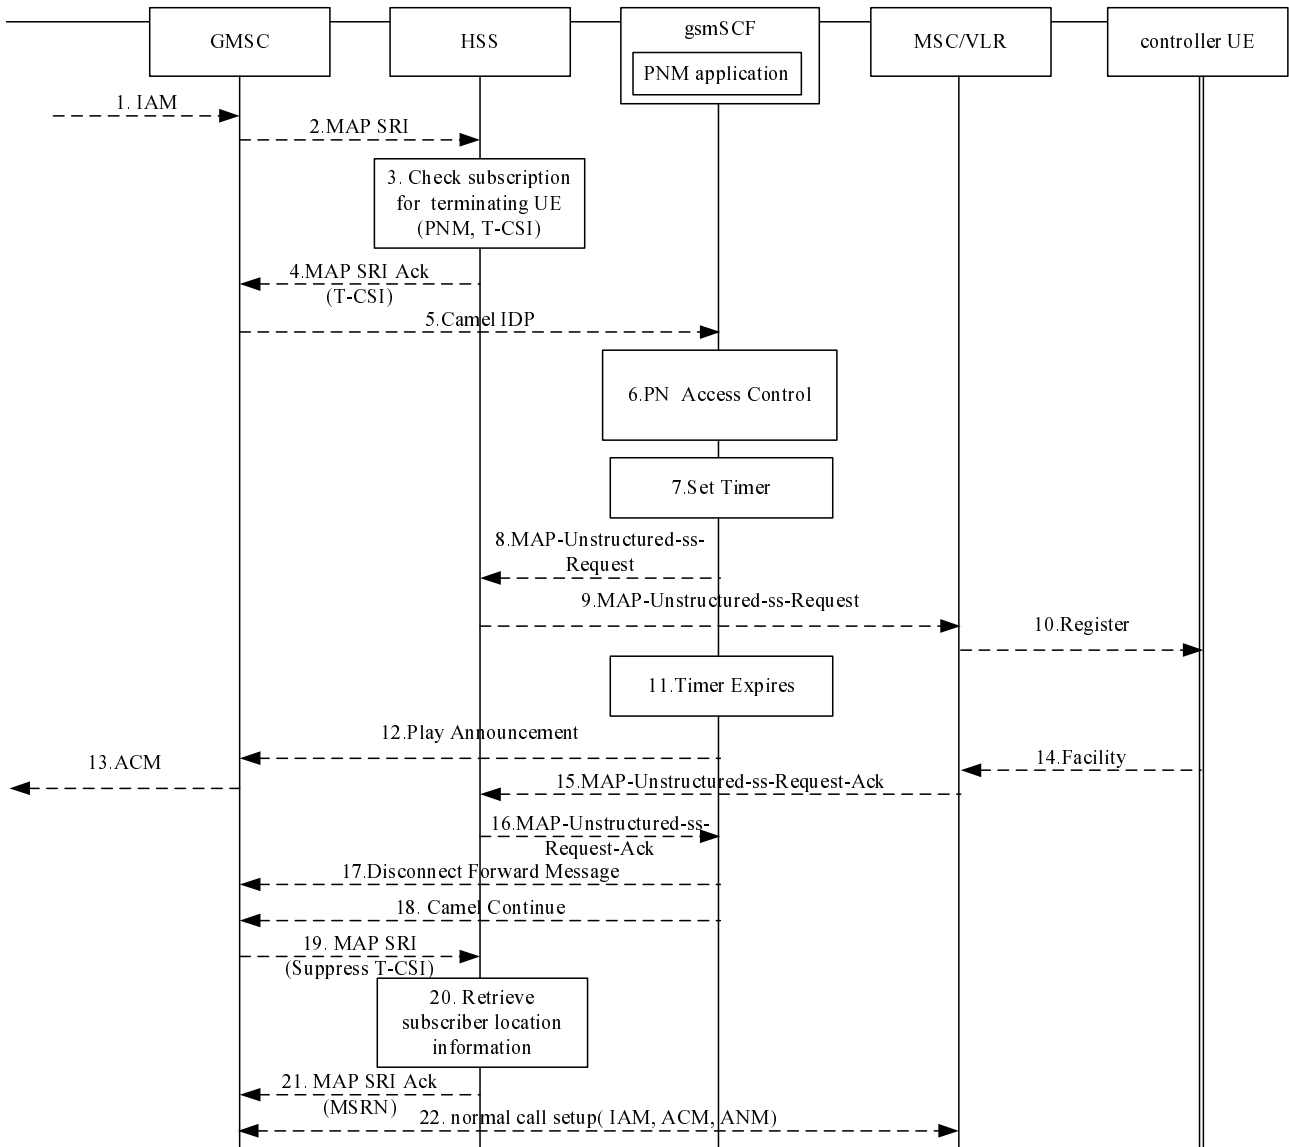 GMSC
HSS
gsmSCF
PNM application
MSC/VLR
controller UE
1. IAM
2.MAP SRI
3. Check subscription
for terminating UE
(PNM, T-CSI)
4.MAP SRI Ack
(T-CSI)
5.Camel IDP
6.PN Access Control
7.Set Timer
8.MAP-Unstructured-ss-
Request
9.MAP-Unstructured-ss-Request
10.Register
11.Timer Expires
12.Play Announcement
13.ACM
14.Facility
15.MAP-Unstructured-ss-Request-Ack
16.MAP-Unstructured-ss-
Request-Ack
17.Disconnect Forward Message
18. Camel Continue
19. MAP SRI
(Suppress T-CSI)
20. Retrieve
subscriber location
information
21. MAP SRI Ack
(MSRN)
22. normal call setup( IAM, ACM, ANM)